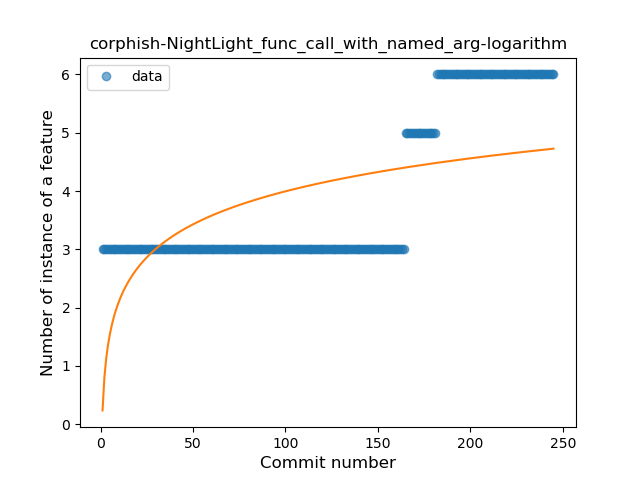 corphish-NightLight_func_call_with_named_arg-logarithm
data
Number of instance of a feature
6
5
4
3
2
1
0
0 50 100 150 200 250
Commit number